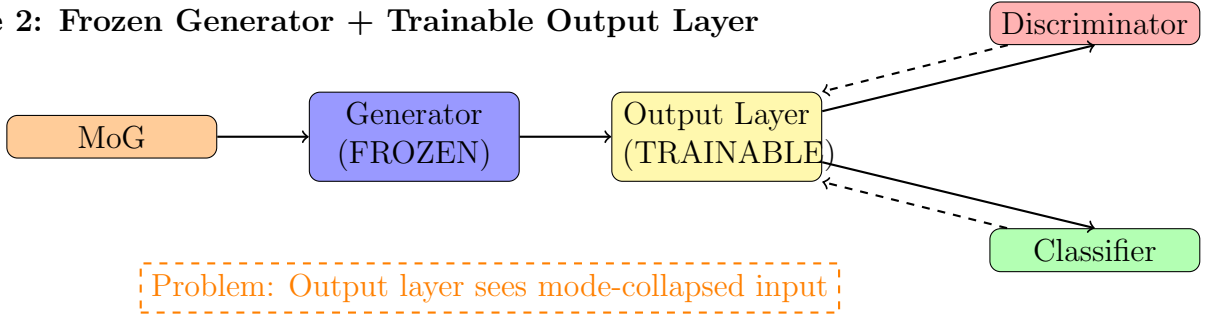 2: Frozen Generator + Trainable Output Layer
Discriminator
MoG
Generator
(FROZEN)
Output Layer
(TRAINABLE)
Classifier
Problem: Output layer sees mode-collapsed input